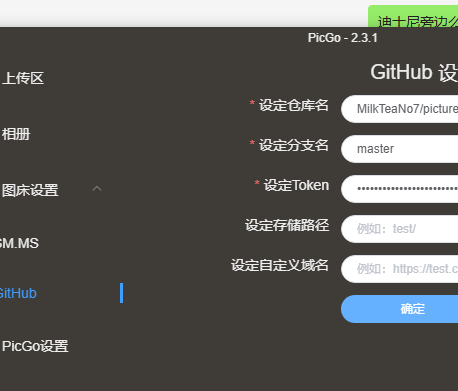 迪士尼旁边么
PicGo - 2.3.1
上传区
相册
图床设置
SM.MS
GitHub
PicGo设置
GitHub 设
* 设定仓库名
MilkTeaNo7/picture
* 设定分支名
master
* 设定Token
设定存储路径
例如：test/
设定自定义域名
例如：https://test.c
确定